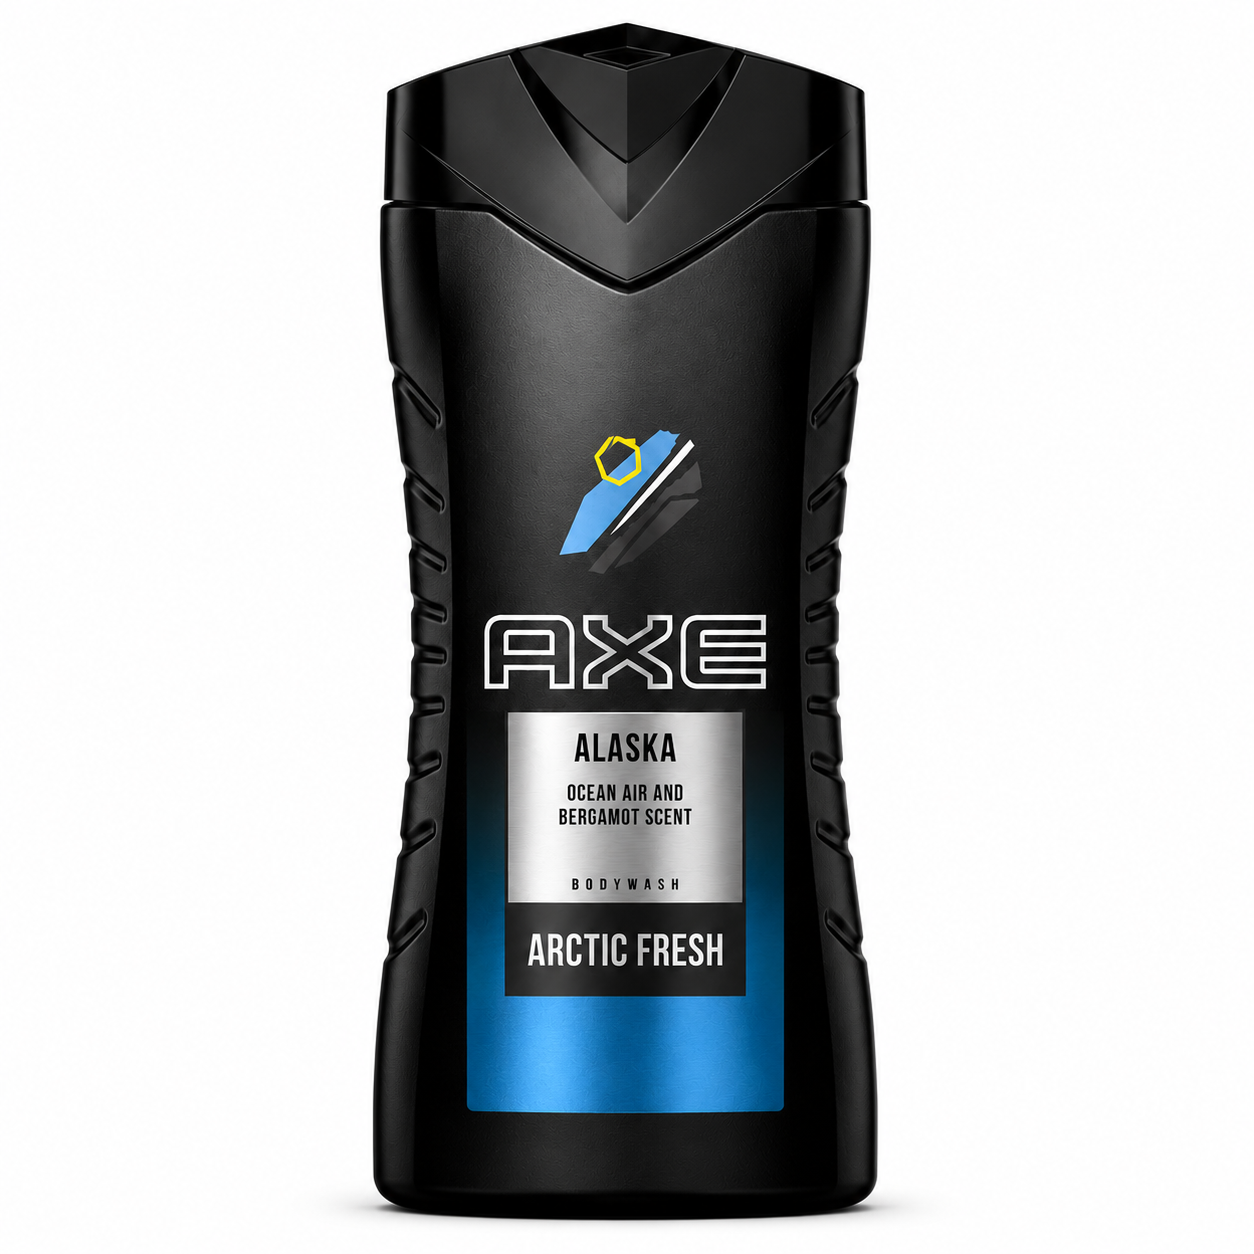 AXE
ALASKA
OCEAN AIR AND
BERGAMOT SCENT
BODYWASH
ARCTIC FRESH